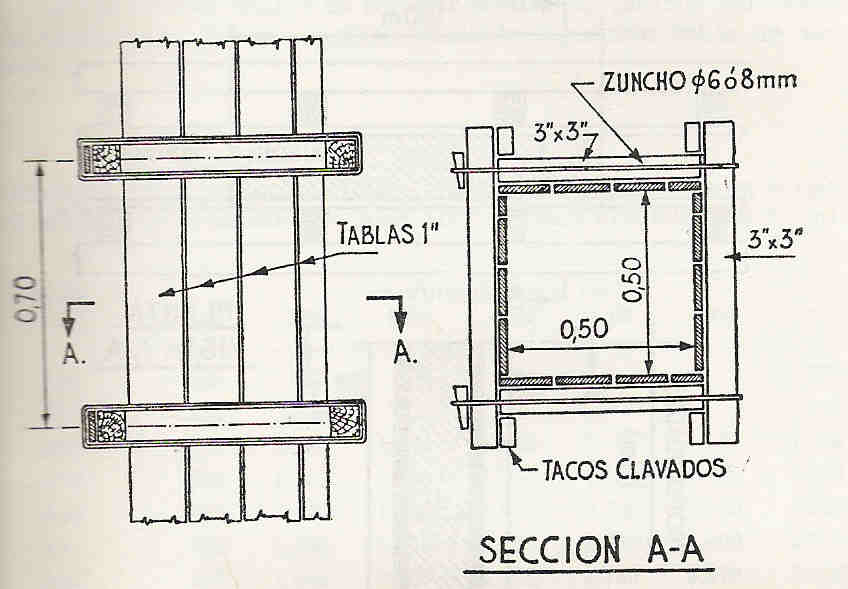 ZUNCHO ϕ6ó8mm
3"x3"
3"x3"
TABLAS 1"
0,70
0,50
0,50
A.
A.
TACOS CLAVADOS
SECCION A-A